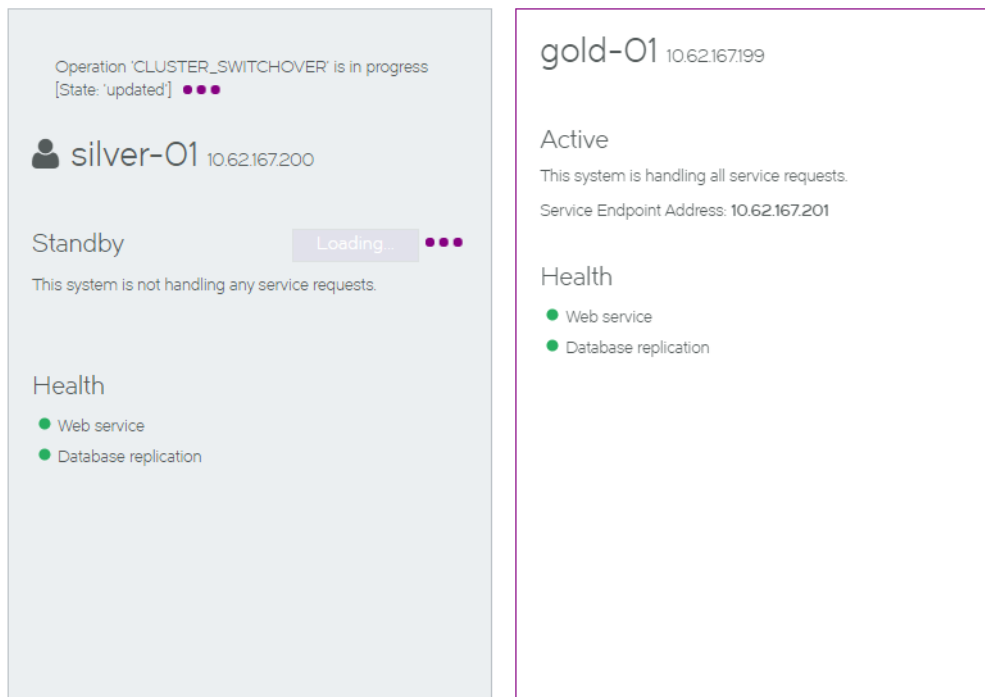 Operation 'CLUSTER_SWITCHOVER' is in progress
[State: 'updated']
silver-01 10.62.167.200
Standby
Loading...
This system is not handling any service requests.
Health
Web service
Database replication
gold-01 10.62.167.199
Active
This system is handling all service requests.
Service Endpoint Address: 10.62.167.201
Health
Web service
Database replication